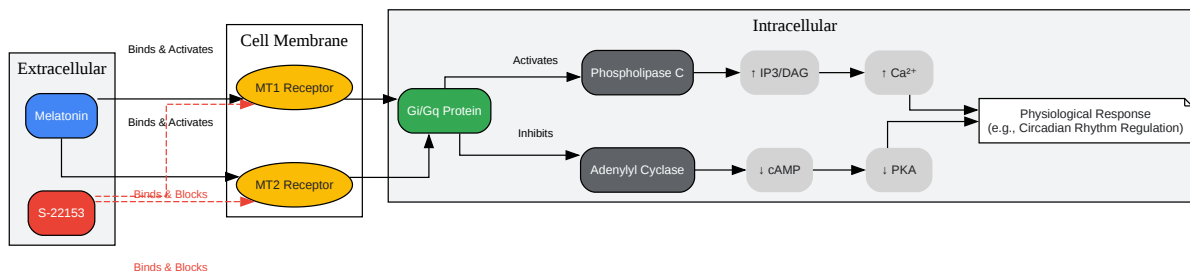 Extracellular
Melatonin
S-22153
Binds & Activates
Binds & Activates
Binds & Blocks
Binds & Blocks
Cell Membrane
MT1 Receptor
MT2 Receptor
Intracellular
Gi/Gq Protein
Activates
Inhibits
Phospholipase C
↑ IP3/DAG
↑ Ca²⁺
Adenylyl Cyclase
↓ cAMP
↓ PKA
Physiological Response
(e.g., Circadian Rhythm Regulation)